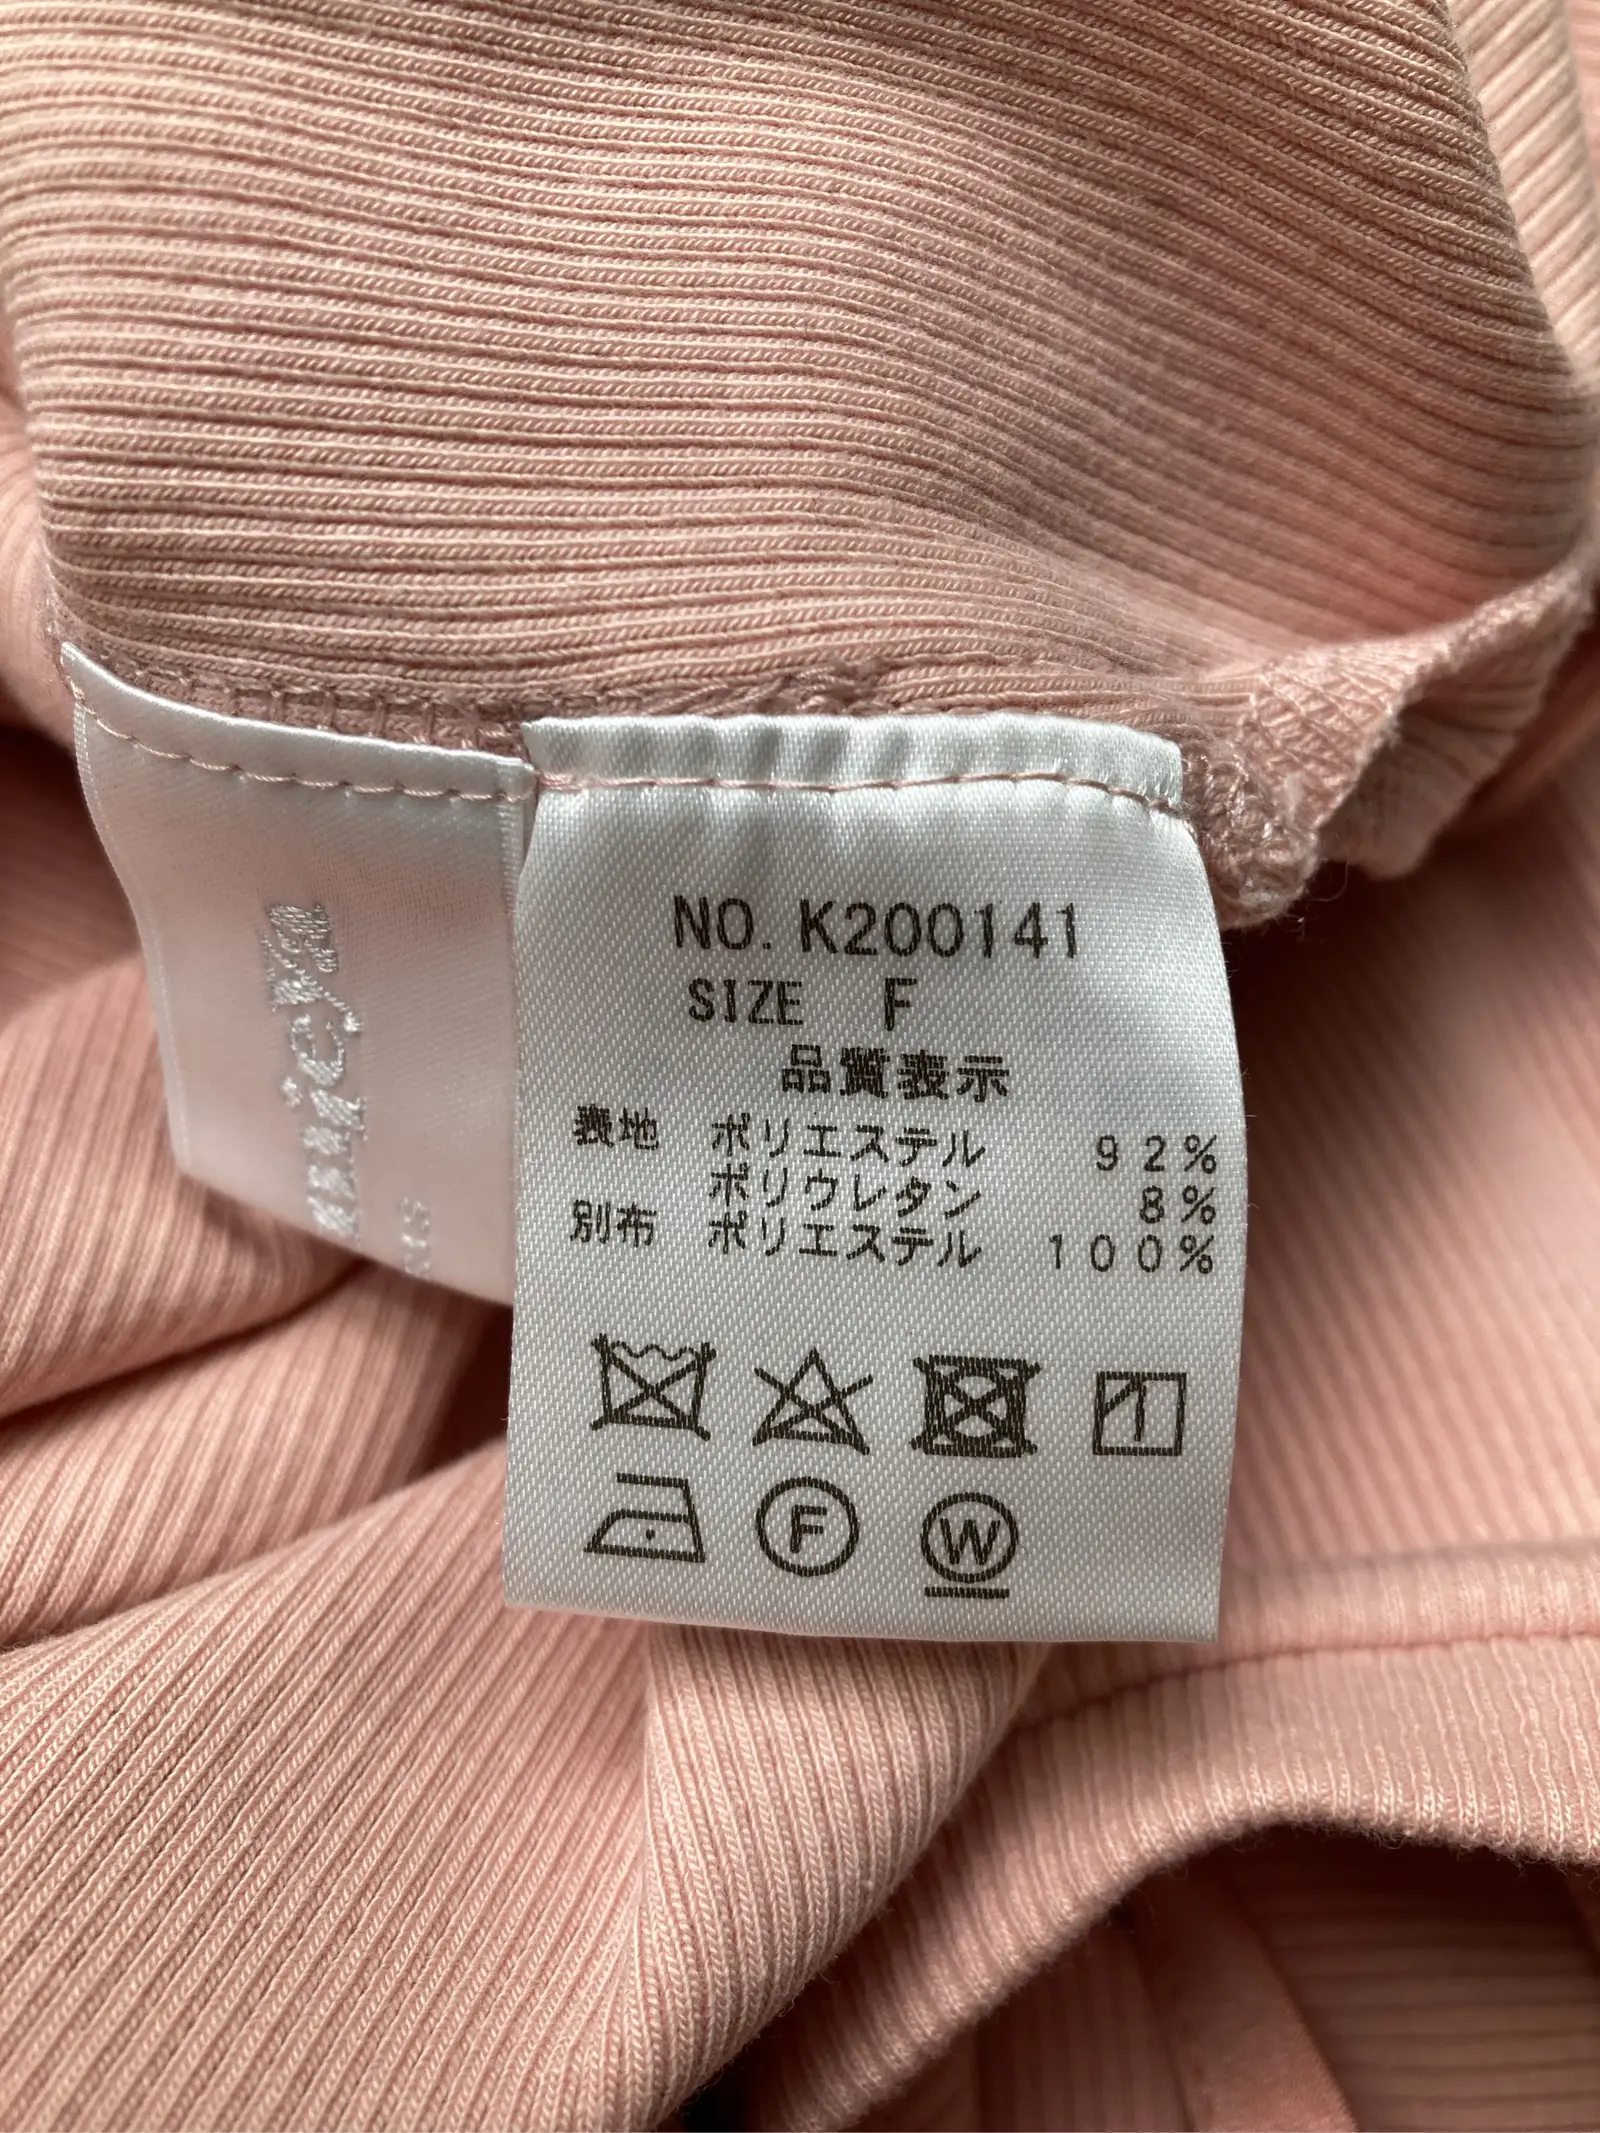 NO. K200141
SIZE F
品質表示
表地 ポリエステル 92%
ポリウレタン 8%
別布 ポリエステル 100%
F
W